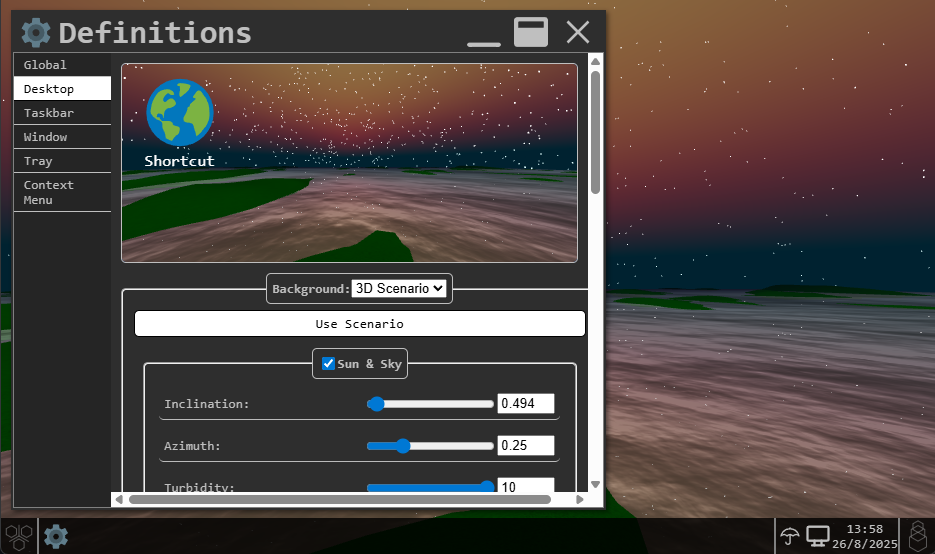 Definitions
Global
Desktop
Taskbar
Window
Tray
Context
Menu
Shortcut
Background: 3D Scenario
Use Scenario
Sun & Sky
Inclination: 0.494
Azimuth: 0.25
Turbidity: 10
13:58
26/8/2025